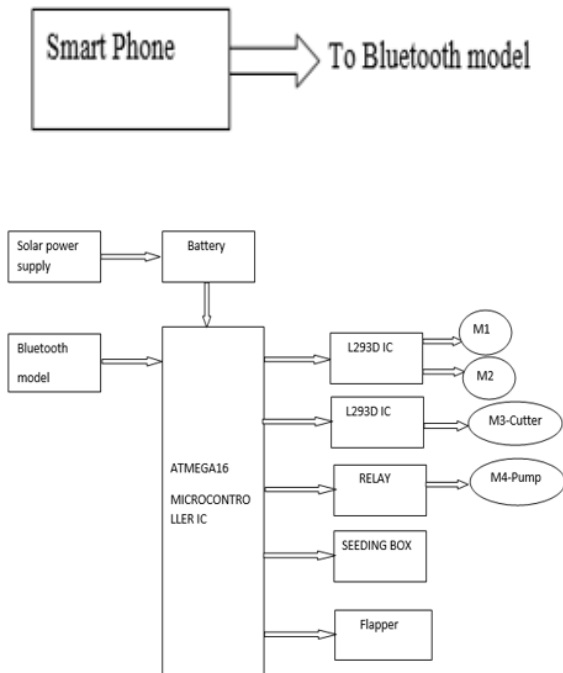 Smart Phone
To Bluetooth model
Solar power
supply
Battery
Bluetooth
model
ATMEGA16
MICROCONTRO
LLER IC
L293D IC
M1
M2
L293D IC
M3-Cutter
RELAY
M4-Pump
SEEDING BOX
Flapper